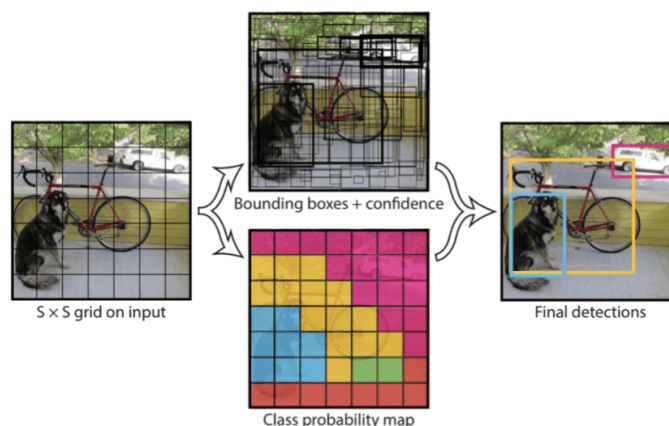 Bounding boxes + confidence
S × S grid on input
Final detections
Class probability map